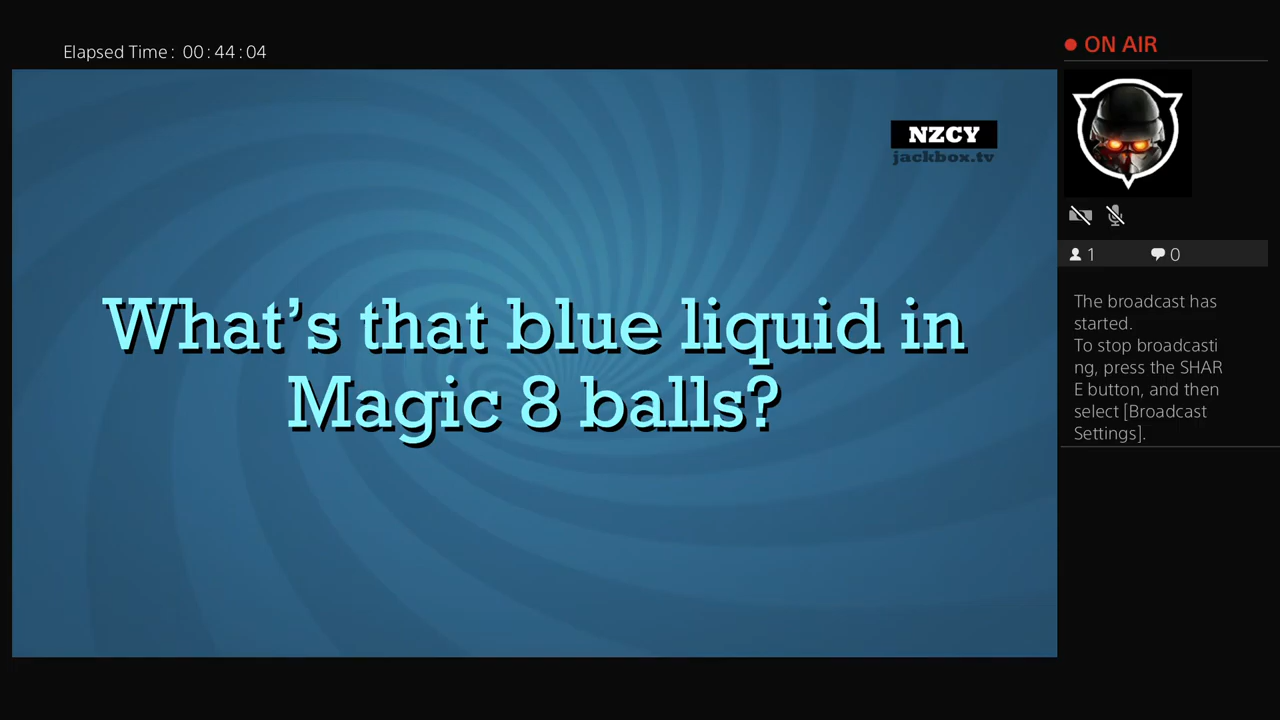 Elapsed Time: 00:44:04
ON AIR
NZCY
jackbox.tv
What's that blue liquid in
Magic 8 balls?
1 0
The broadcast has
started.
To stop broadcasti
ng, press the SHAR
E button, and then
select [Broadcast
Settings].